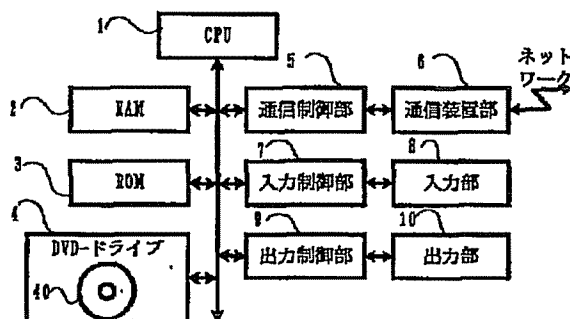 1
CPU
5
6
ネット
ワーク
2
RAM
通信制御部
通信装置部
7
8
3
ROM
入力制御部
入力部
4
9
10
DVD-ドライブ
出力制御部
出力部
40